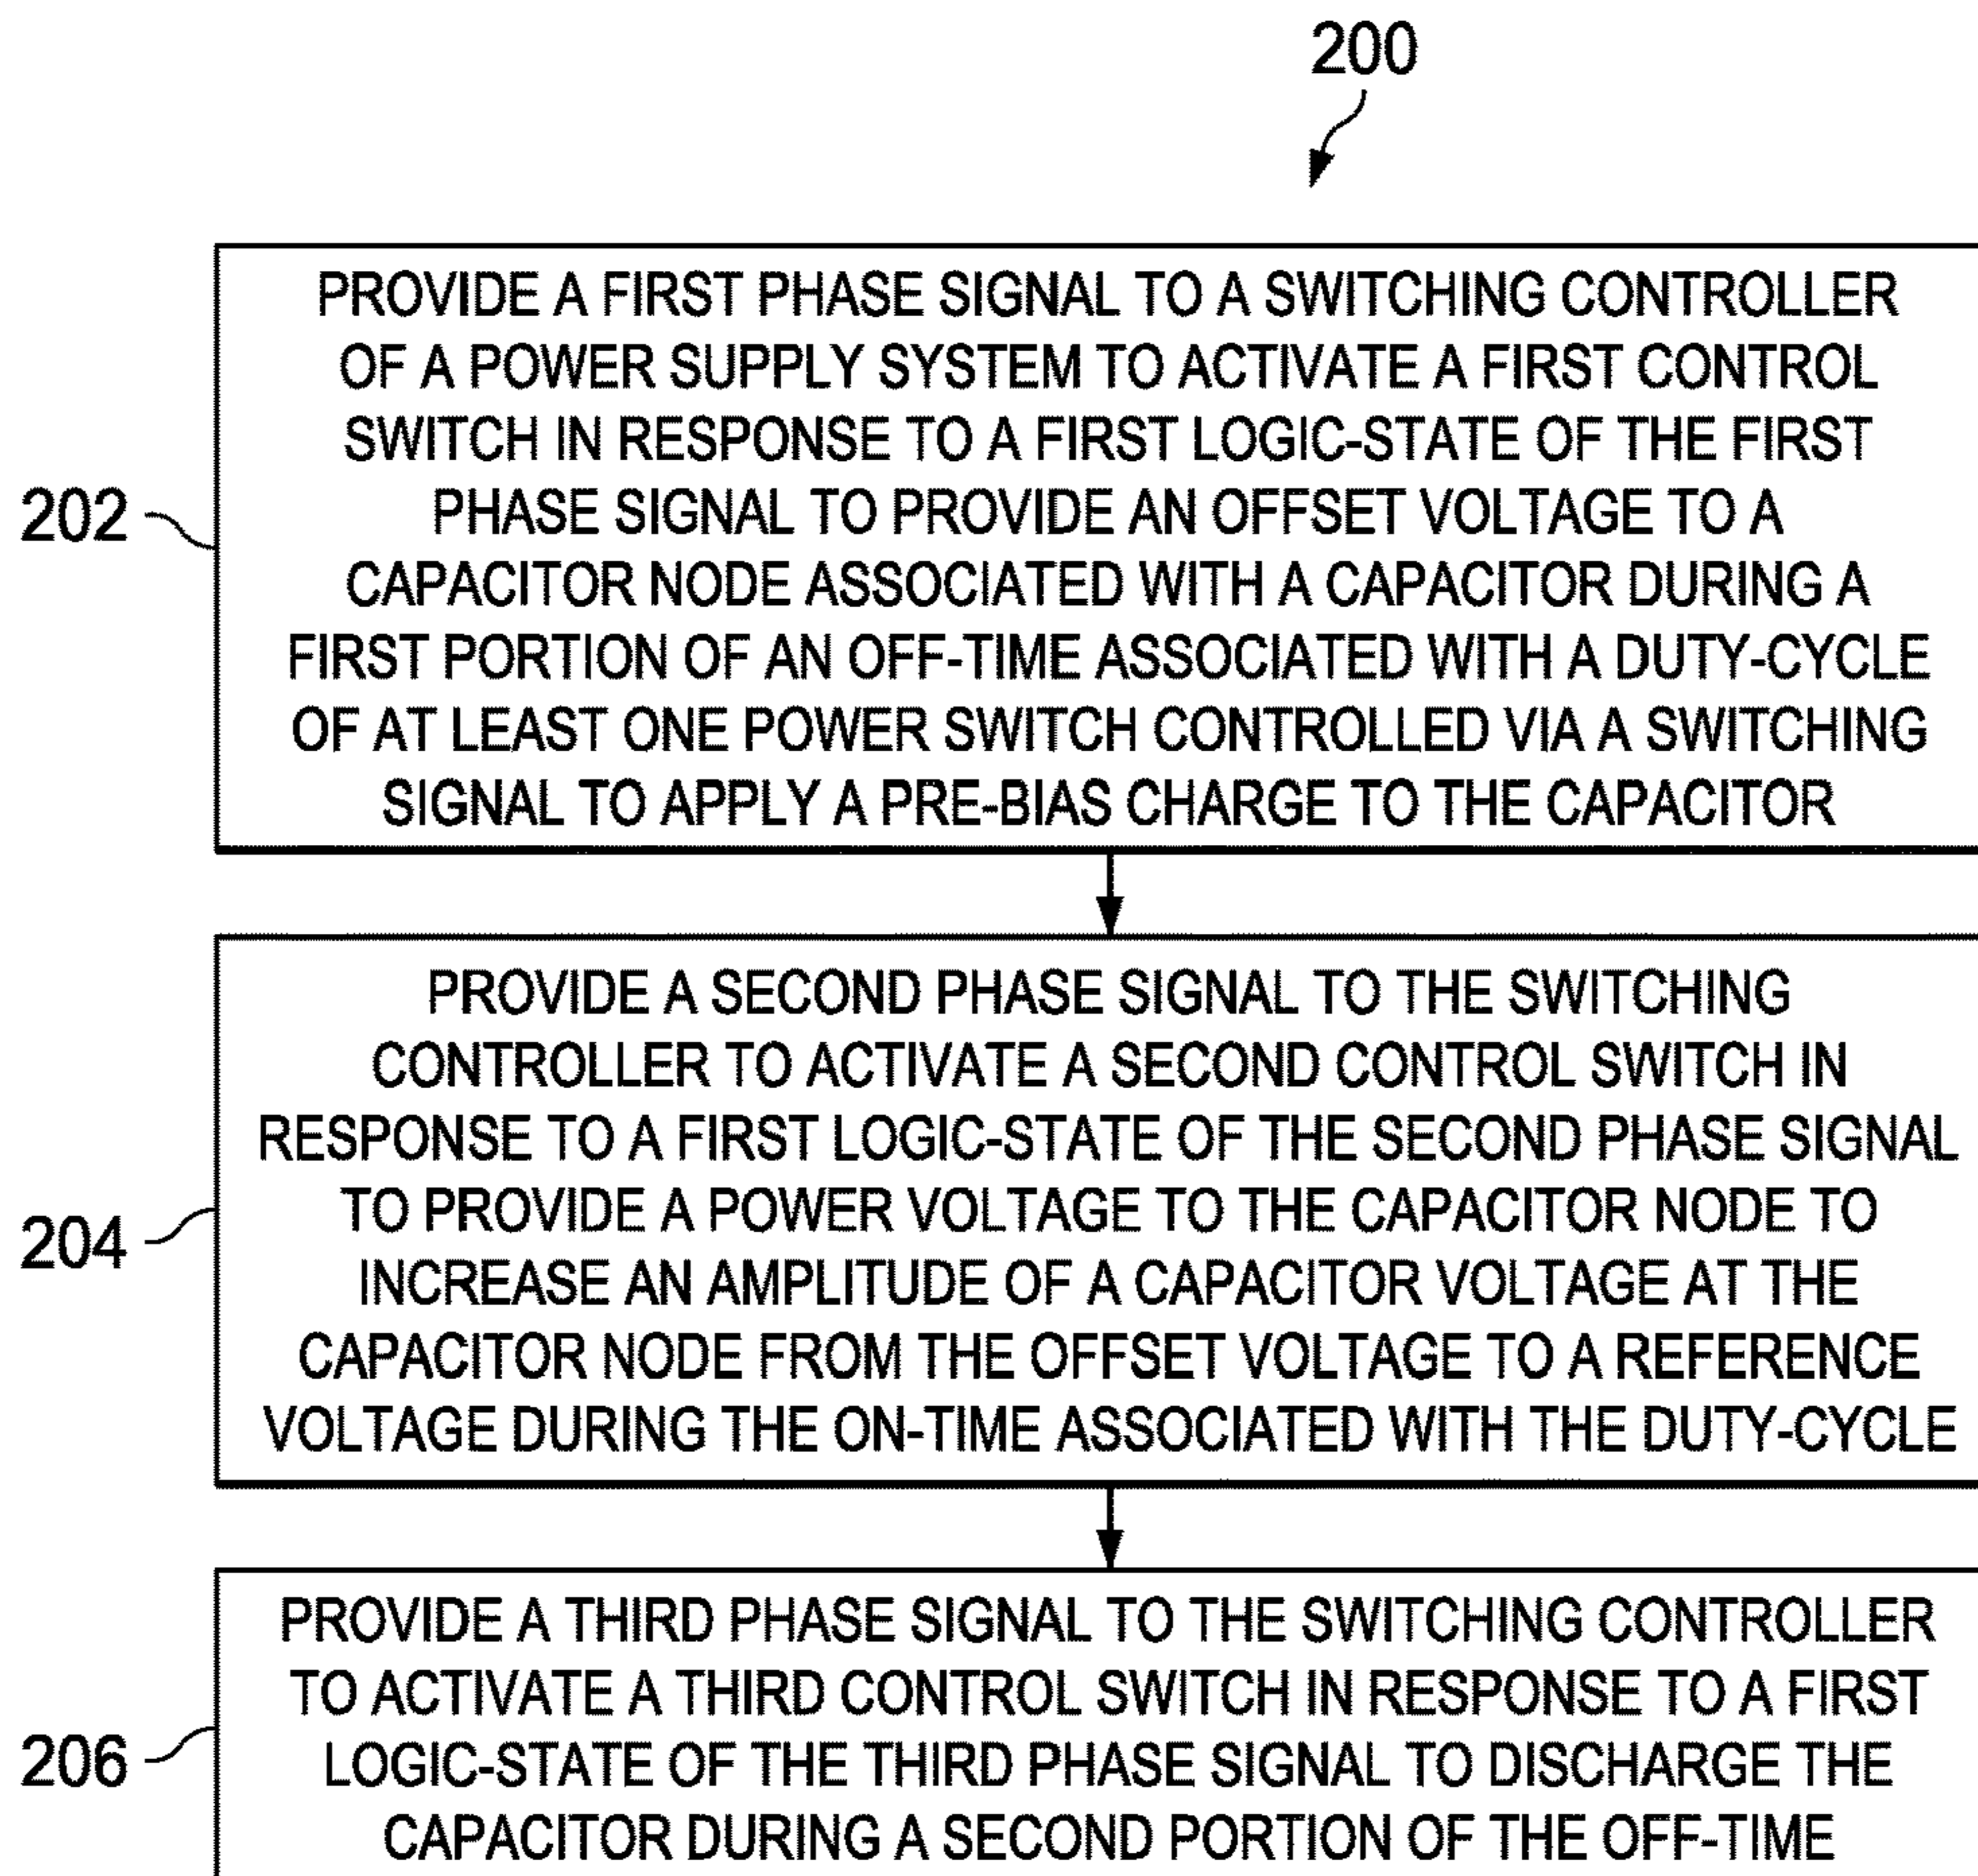 200
202
PROVIDE A FIRST PHASE SIGNAL TO A SWITCHING CONTROLLER
OF A POWER SUPPLY SYSTEM TO ACTIVATE A FIRST CONTROL
SWITCH IN RESPONSE TO A FIRST LOGIC-STATE OF THE FIRST
PHASE SIGNAL TO PROVIDE AN OFFSET VOLTAGE TO A
CAPACITOR NODE ASSOCIATED WITH A CAPACITOR DURING A
FIRST PORTION OF AN OFF-TIME ASSOCIATED WITH A DUTY-CYCLE
OF AT LEAST ONE POWER SWITCH CONTROLLED VIA A SWITCHING
SIGNAL TO APPLY A PRE-BIAS CHARGE TO THE CAPACITOR
204
PROVIDE A SECOND PHASE SIGNAL TO THE SWITCHING
CONTROLLER TO ACTIVATE A SECOND CONTROL SWITCH IN
RESPONSE TO A FIRST LOGIC-STATE OF THE SECOND PHASE SIGNAL
TO PROVIDE A POWER VOLTAGE TO THE CAPACITOR NODE TO
INCREASE AN AMPLITUDE OF A CAPACITOR VOLTAGE AT THE
CAPACITOR NODE FROM THE OFFSET VOLTAGE TO A REFERENCE
VOLTAGE DURING THE ON-TIME ASSOCIATED WITH THE DUTY-CYCLE
206
PROVIDE A THIRD PHASE SIGNAL TO THE SWITCHING CONTROLLER
TO ACTIVATE A THIRD CONTROL SWITCH IN RESPONSE TO A FIRST
LOGIC-STATE OF THE THIRD PHASE SIGNAL TO DISCHARGE THE
CAPACITOR DURING A SECOND PORTION OF THE OFF-TIME